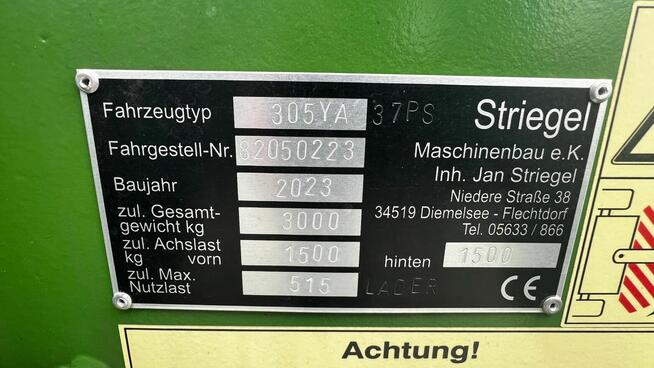 Fahrzeugtyp 305YA 37PS Striegel
Fahrgestell-Nr. 82050223 Maschinenbau e.K.
Inh. Jan Striegel
Baujahr 2023 Niedere Straße 38
zul. Gesamt-
gewicht kg 3000 34519 Diemelsee - Flechtdorf
Tel. 05633 / 866
zul. Achslast
kg vorn 1500 hinten 1500
zul. Max.
Nutzlast 515 LADER CE
Achtung!